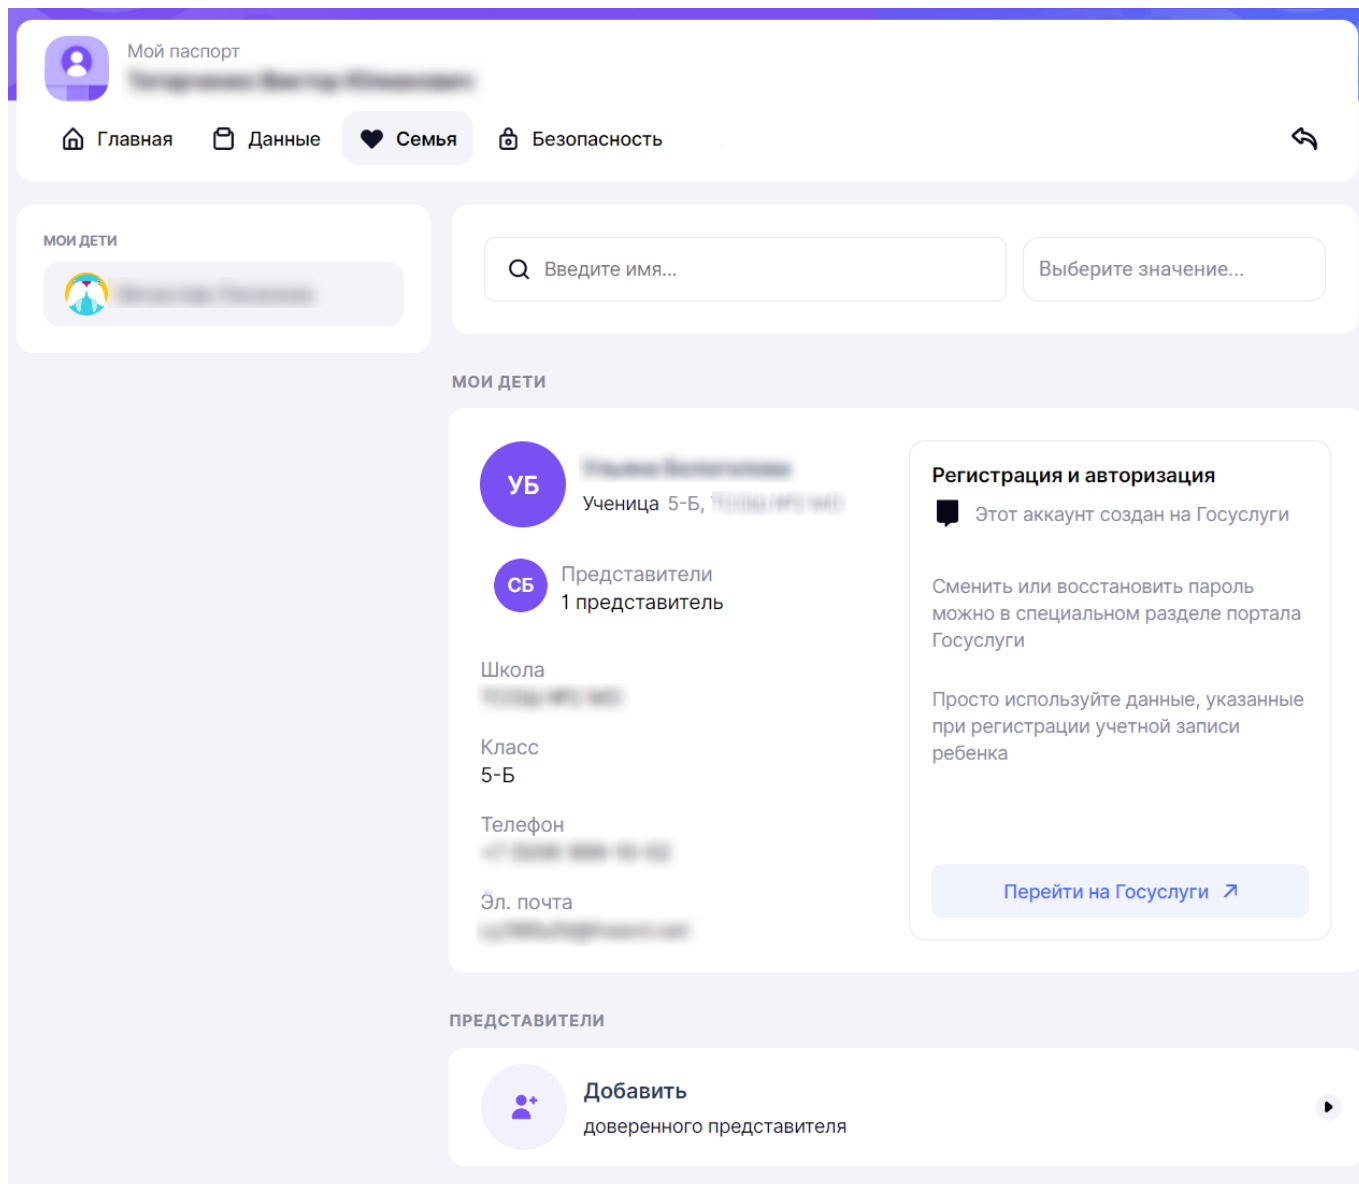 Мой паспорт
Главная
Данные
Семья
Безопасность
МОИ ДЕТИ
Введите имя...
Выберите значение...
МОИ ДЕТИ
УБ
Ученица 5-Б,
СБ
Представители
1 представитель
Школа
Класс
5-Б
Телефон
Эл. почта
Регистрация и авторизация
Этот аккаунт создан на Госуслуги
Сменить или восстановить пароль
можно в специальном разделе портала
Госуслуги
Просто используйте данные, указанные
при регистрации учетной записи
ребенка
Перейти на Госуслуги
ПРЕДСТАВИТЕЛИ
Добавить
доверенного представителя